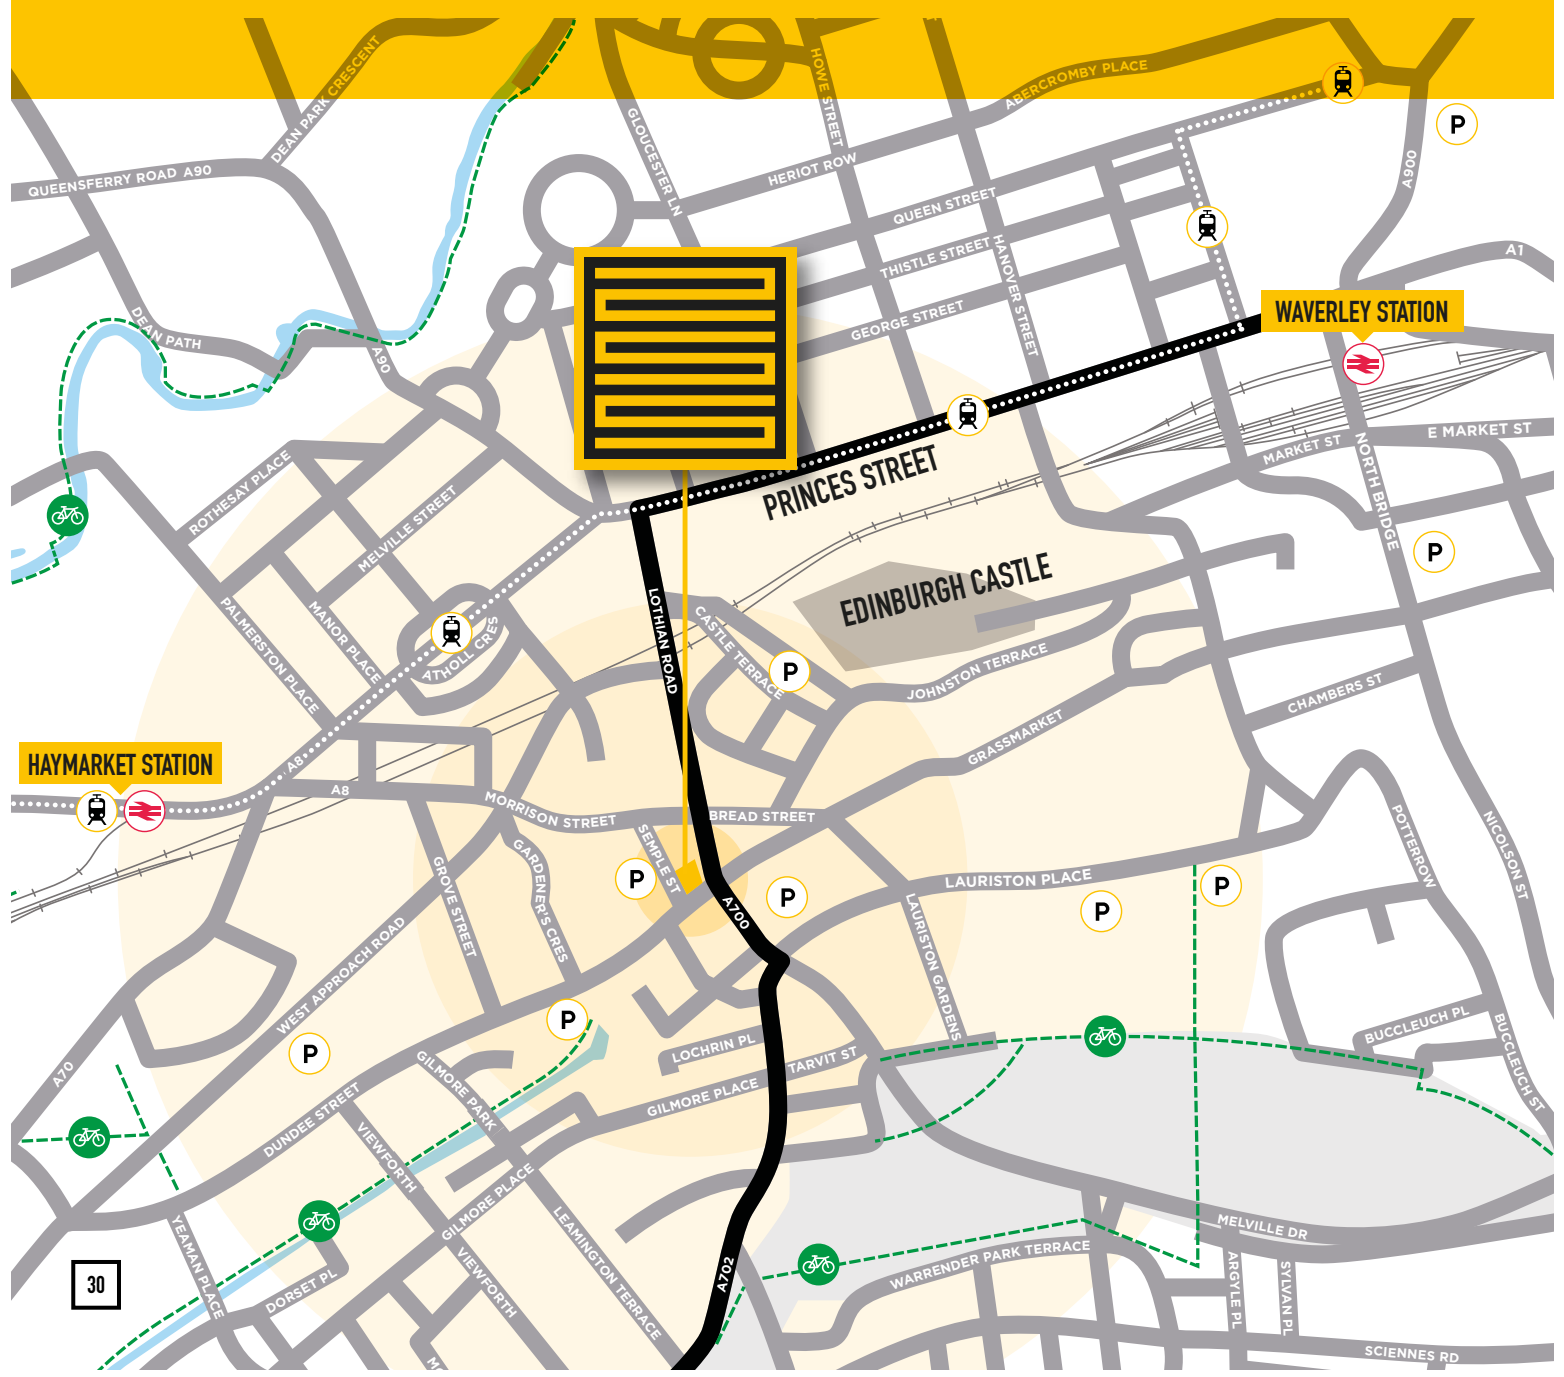 DEAN PARK CRESCENT
HOWE STREET
ABERCROMBY PLACE
GLOUCESTER LN
P
QUEENSFERRY ROAD A90
HERIOT ROW
A900
QUEEN STREET
THISTLE STREET
HANOVER STREET
A1
GEORGE STREET
WAVERLEY STATION
DEAN PATH
A90
PRINCES STREET
MARKET ST
E MARKET ST
NORTH BRIDGE
ROTHESAY PLACE
MELVILLE STREET
P
EDINBURGH CASTLE
PALMERSTON PLACE
MANOR PLACE
ATHOLL CRES
LOTHIAN ROAD
CASTLE TERRACE
P
JOHNSTON TERRACE
CHAMBERS ST
GRASSMARKET
HAYMARKET STATION
A8
A8
MORRISON STREET
BREAD STREET
SEMPLE ST
POTTERROW
NICOLSON ST
GROVE STREET
GARDENER'S CRES
P
P
LAURISTON PLACE
P
P
A700
LAURISTON GARDENS
WEST APPROACH ROAD
P
P
A70
LOCHRIN PL
TARVIT ST
BUCCLEUCH PL
BUCCLEUCH ST
GILMORE PARK
GILMORE PLACE
DUNDEE STREET
VIEWFORTH
GILMORE PLACE
LEAMINGTON TERRACE
YEAMAN PLACE
MELVILLE DR
WARRENDER PARK TERRACE
ARGYLE PL
SYLVAN PL
A702
30
DORSET PL
VIEWFORTH
SCIENNES RD